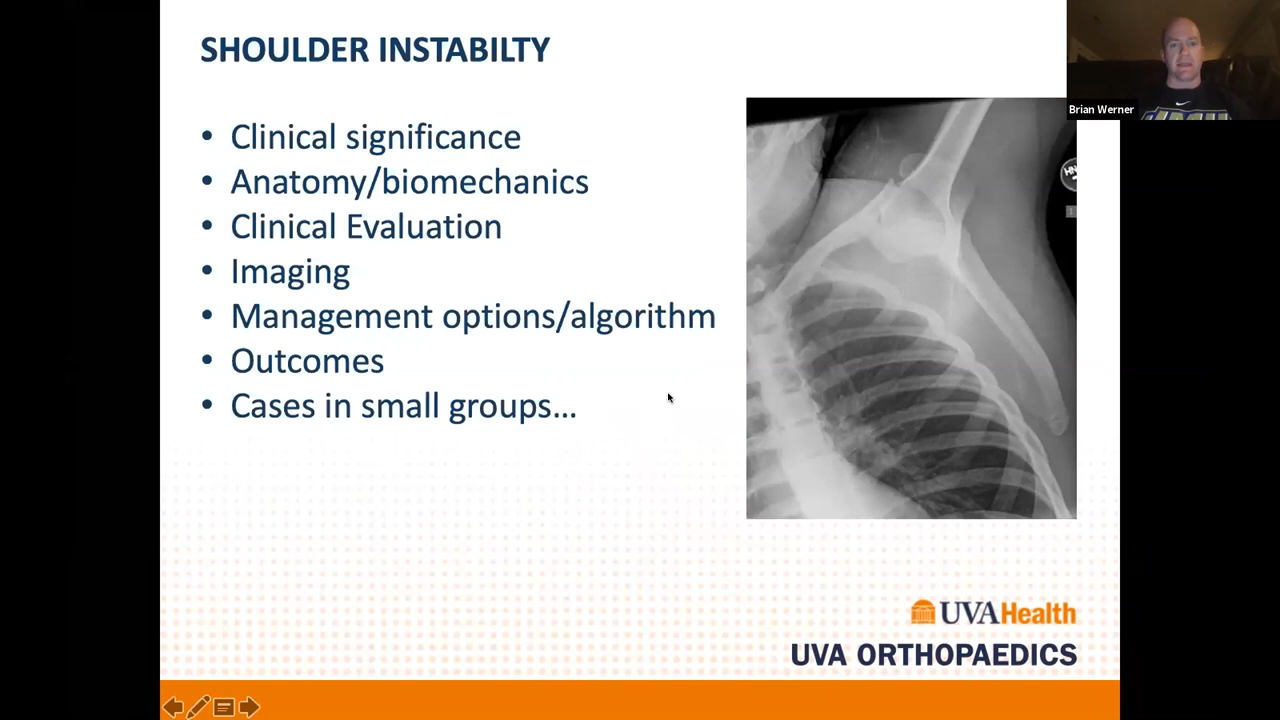 SHOULDER INSTABILTY
• Clinical significance
• Anatomy/biomechanics
• Clinical Evaluation
• Imaging
• Management options/algorithm
• Outcomes
• Cases in small groups...
Brian Werner
UVAHealth
UVA ORTHOPAEDICS